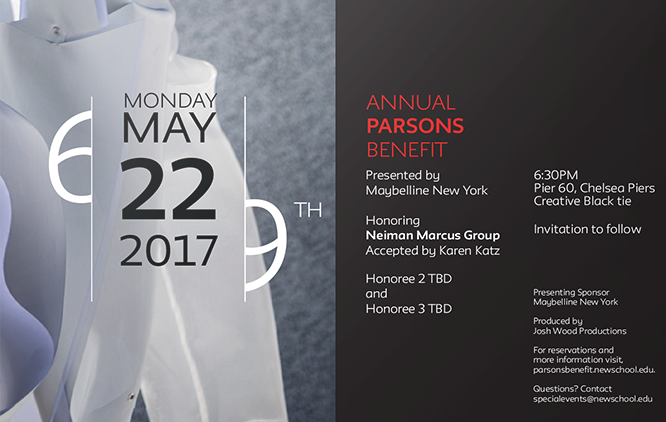 69TH
MONDAY
MAY
22
2017
ANNUAL
PARSONS
BENEFIT
Presented by
Maybelline New York
Honoring
Neiman Marcus Group
Accepted by Karen Katz
Honoree 2 TBD
and
Honoree 3 TBD
6:30PM
Pier 60, Chelsea Piers
Creative Black tie
Invitation to follow
Presenting Sponsor
Maybelline New York
Produced by
Josh Wood Productions
For reservations and
more information visit,
parsonsbenefit.newschool.edu.
Questions? Contact
specialevents@newschool.edu